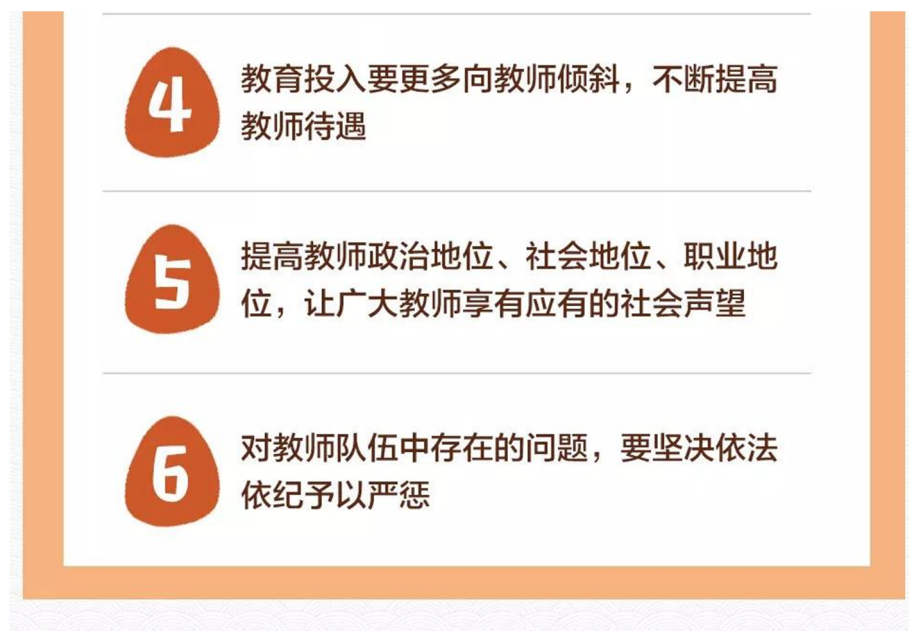 4
教育投入要更多向教师倾斜，不断提高
教师待遇
5
提高教师政治地位、社会地位、职业地
位，让广大教师享有应有的社会声望
6
对教师队伍中存在的问题，要坚决依法
依纪予以严惩